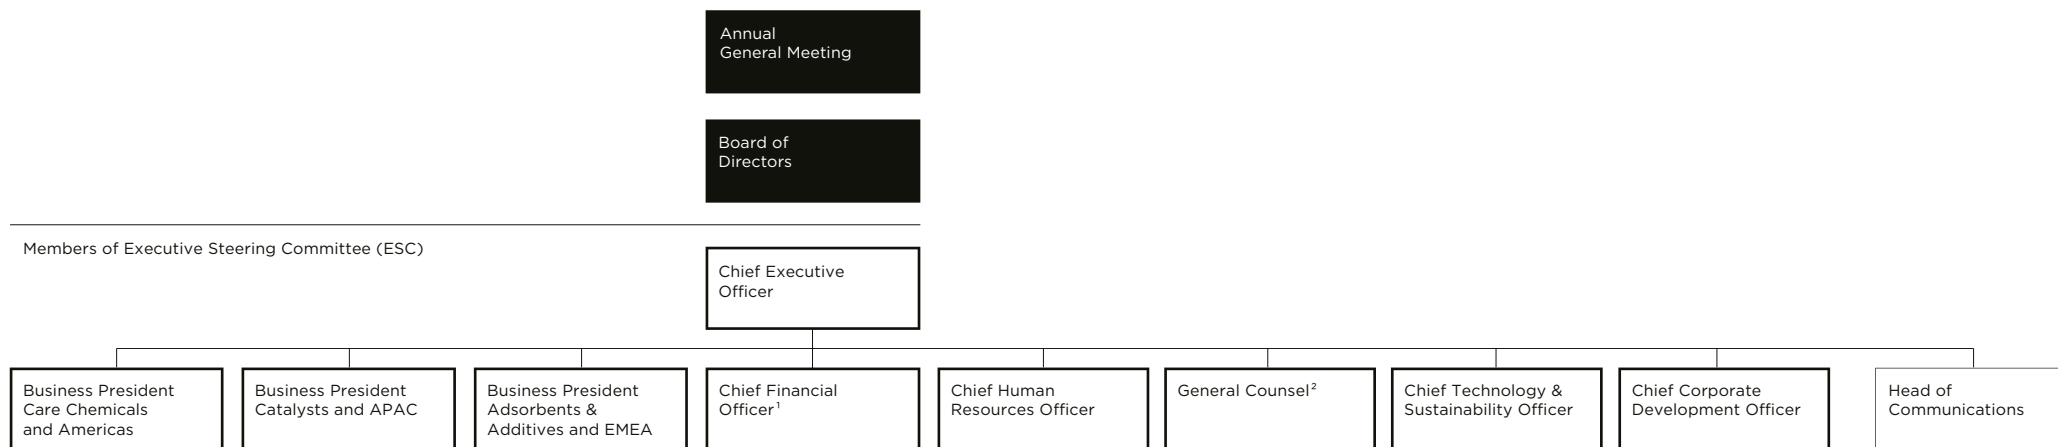 Annual
General Meeting
Board of
Directors
Members of Executive Steering Committee (ESC)
Chief Executive
Officer
Business President
Care Chemicals
and Americas
Business President
Catalysts and APAC
Business President
Adsorbents &
Additives and EMEA
Chief Financial
Officer¹
Chief Human
Resources Officer
General Counsel²
Chief Technology &
Sustainability Officer
Chief Corporate
Development Officer
Head of
Communications